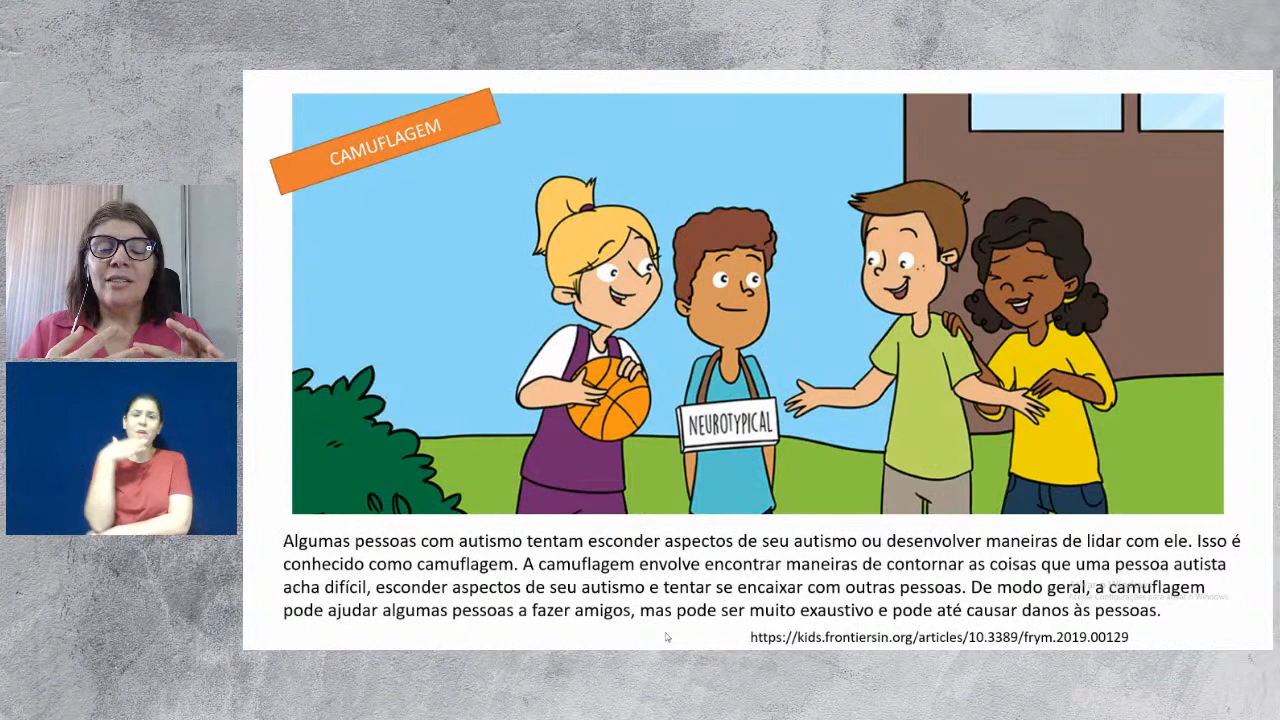 CAMUFLAGEM
NEUROTYPICAL
Algumas pessoas com autismo tentam esconder aspectos de seu autismo ou desenvolver maneiras de lidar com ele. Isso é
conhecido como camuflagem. A camuflagem envolve encontrar maneiras de contornar as coisas que uma pessoa autista
acha difícil, esconder aspectos de seu autismo e tentar se encaixar com outras pessoas. De modo geral, a camuflagem
pode ajudar algumas pessoas a fazer amigos, mas pode ser muito exaustivo e pode até causar danos às pessoas.
https://kids.frontiersin.org/articles/10.3389/frym.2019.00129